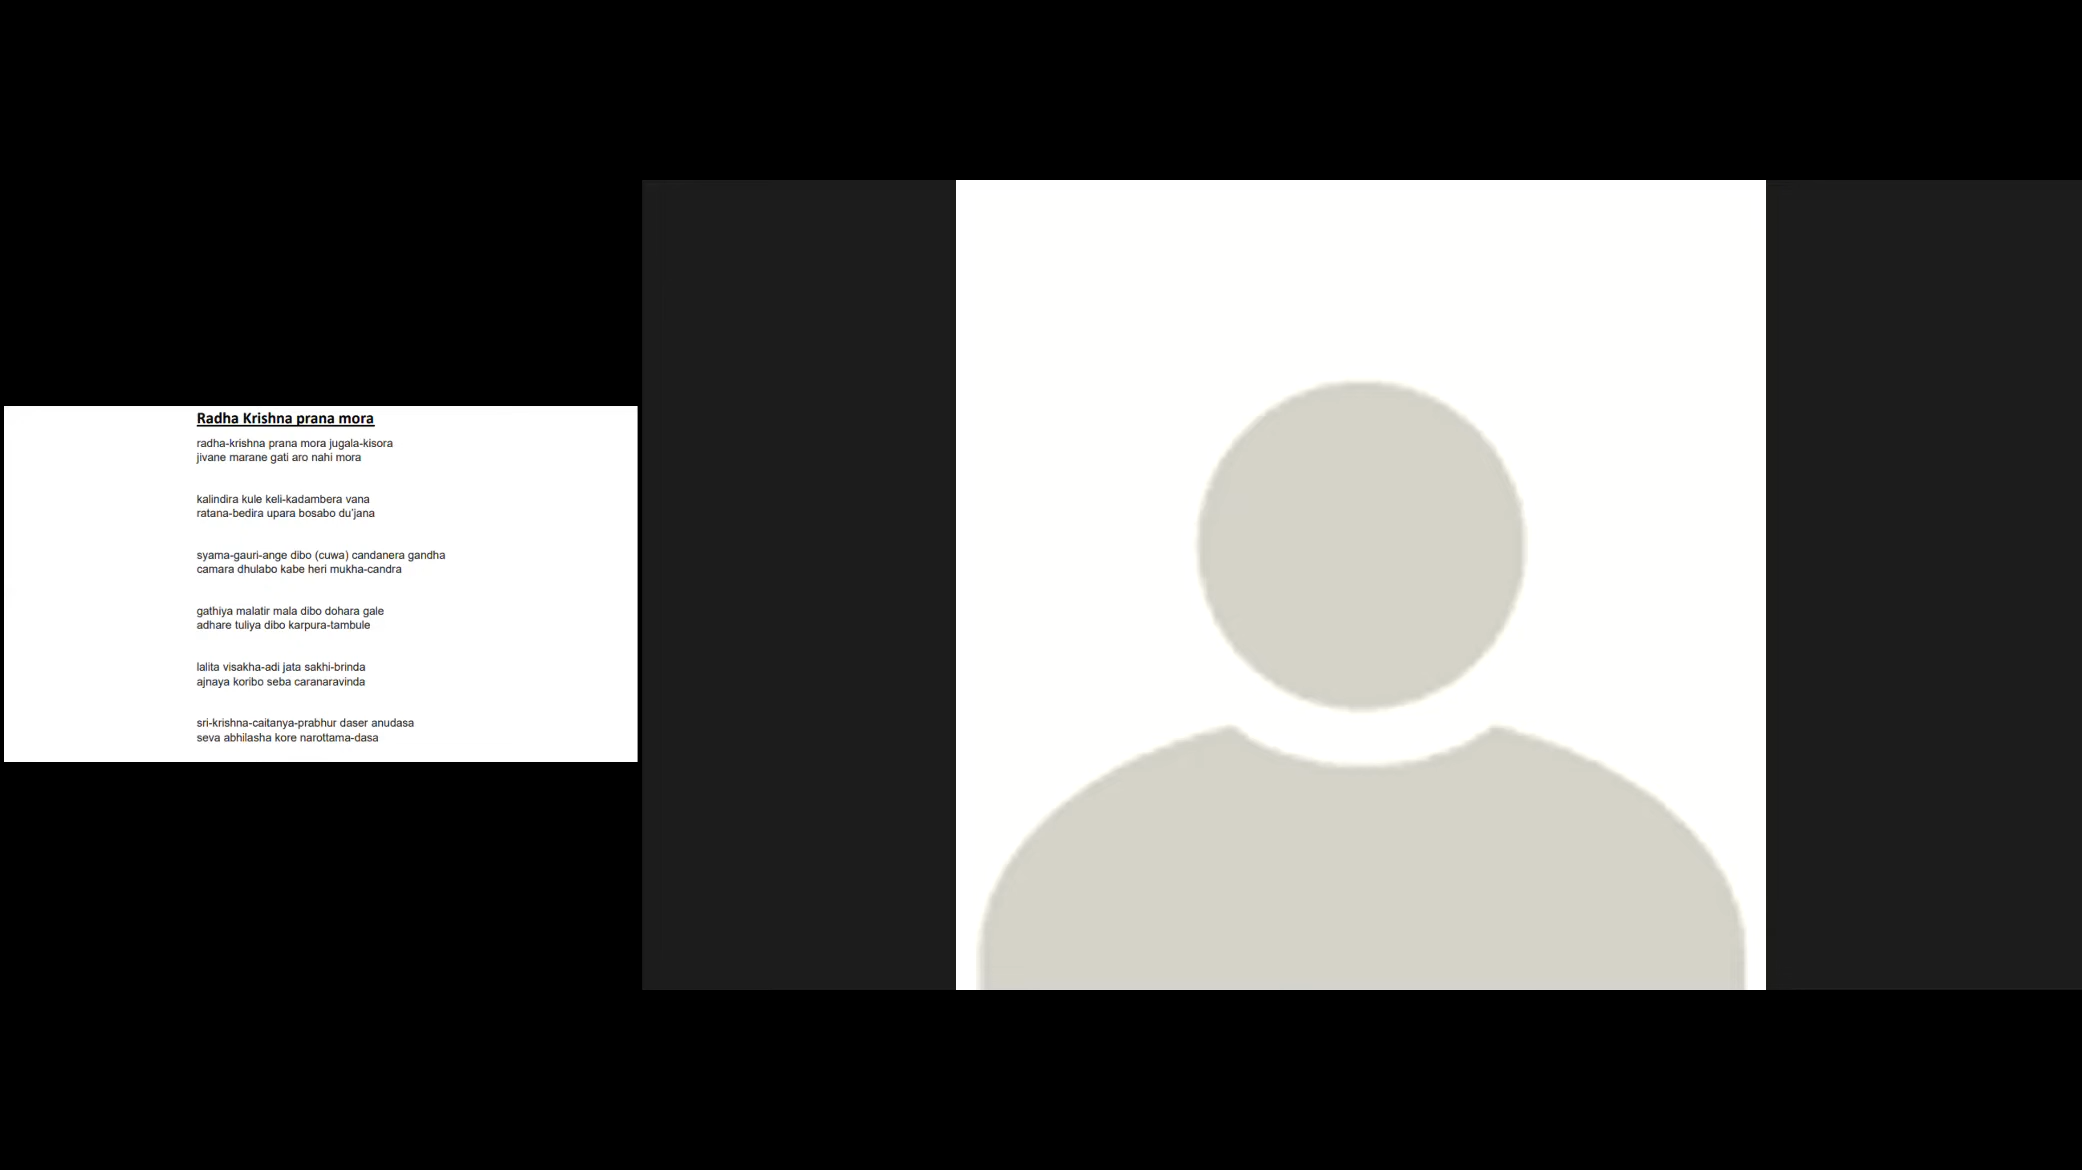 Radha Krishna prana mora
radha-krishna prana mora jugala-kisora
jivane marane gati aro nahi mora
kalindira kule keli-kadambera vana
ratana-bedira upara bosabo du'jana
syama-gauri-ange dibo (cuwa) candanera gandha
camara dhulabo kabe heri mukha-candra
gathiya malatir mala dibo dohara gale
adhare tuliya dibo karpura-tambule
lalita visakha-adi jata sakhi-brinda
ajnaya koribo seba caranaravinda
sri-krishna-caitanya-prabhur daser anudasa
seva abhilasha kore narottama-dasa